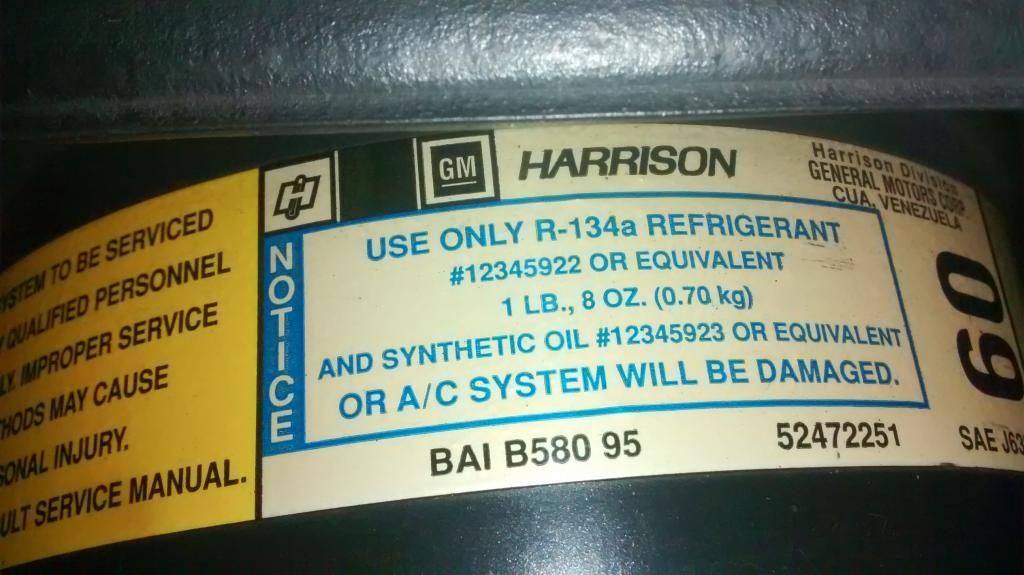 YSTEM TO BE SERVICED
QUALIFIED PERSONNEL
LY. IMPROPER SERVICE
THODS MAY CAUSE
SONAL INJURY.
ULT SERVICE MANUAL.
GM
HARRISON
Harrison Division
GENERAL MOTORS CORP
CUA, VENEZUELA
NOTICE
USE ONLY R-134a REFRIGERANT
#12345922 OR EQUIVALENT
1 LB., 8 OZ. (0.70 kg)
AND SYNTHETIC OIL #12345923 OR EQUIVALENT
OR A/C SYSTEM WILL BE DAMAGED.
60
BAI B580 95
52472251
SAE J63